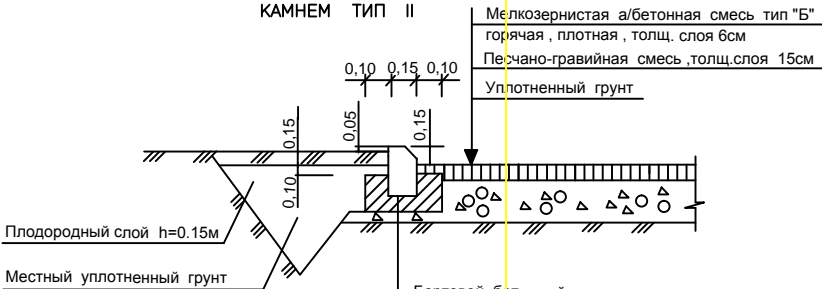 КАМНЕМ ТИП II
Мелкозернистая а/бетонная смесь тип "Б"
горячая , плотная , толщ. слоя 6см
Песчано-гравийная смесь ,толщ.слоя 15см
Уплотненный грунт
0,10 0,15 0,10
0,15
0,05
0,15
0,10
Плодородный слой h=0.15м
Местный уплотненный грунт